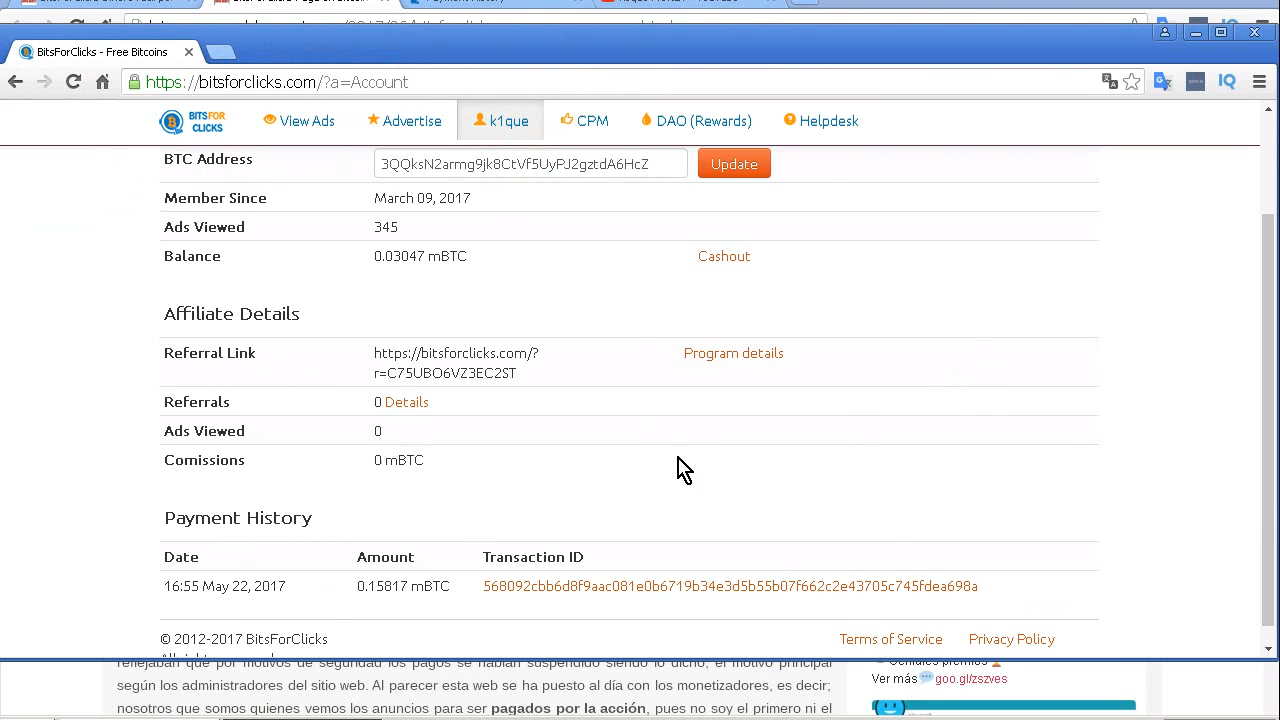 BitsForClicks - Free Bitcoins
https://bitsforclicks.com/?a=Account
IQ
BITS FOR CLICKS
View Ads
Advertise
k1que
CPM
DAO (Rewards)
Helpdesk
BTC Address
3QQksN2armg9jk8CtVf5UyPJ2gztdA6HcZ
Update
Member Since
March 09, 2017
Ads Viewed
345
Balance
0.03047 mBTC
Cashout
Affiliate Details
Referral Link
https://bitsforclicks.com/?
r=C75UBO6VZ3EC2ST
Program details
Referrals
0 Details
Ads Viewed
0
Comissions
0 mBTC
Payment History
Date
Amount
Transaction ID
16:55 May 22, 2017
0.15817 mBTC
568092cbb6d8f9aac081e0b6719b34e3d5b55b07f662c2e43705c745fdea698a
© 2012-2017 BitsForClicks
Terms of Service
Privacy Policy
reflejaban que por motivos de seguridad los pagos se habían suspendido siendo lo dicho, el motivo principal
según los administradores del sitio web. Al parecer esta web se ha puesto al día con los monetizadores, es decir;
nosotros que somos quienes vemos los anuncios para ser pagados por la acción, pues no soy el primero ni el
Ver más
goo.gl/zszves